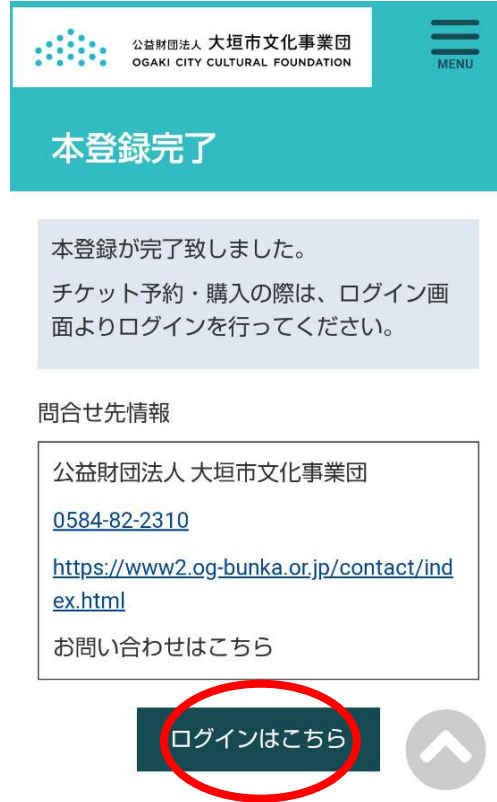 公益財団法人 大垣市文化事業団
OGAKI CITY CULTURAL FOUNDATION
MENU
本登録完了
本登録が完了致しました。
チケット予約・購入の際は、ログイン画
面よりログインを行ってください。
問合せ先情報
公益財団法人 大垣市文化事業団
0584-82-2310
https://www2.og-bunka.or.jp/contact/ind
ex.html
お問い合わせはこちら
ログインはこちら